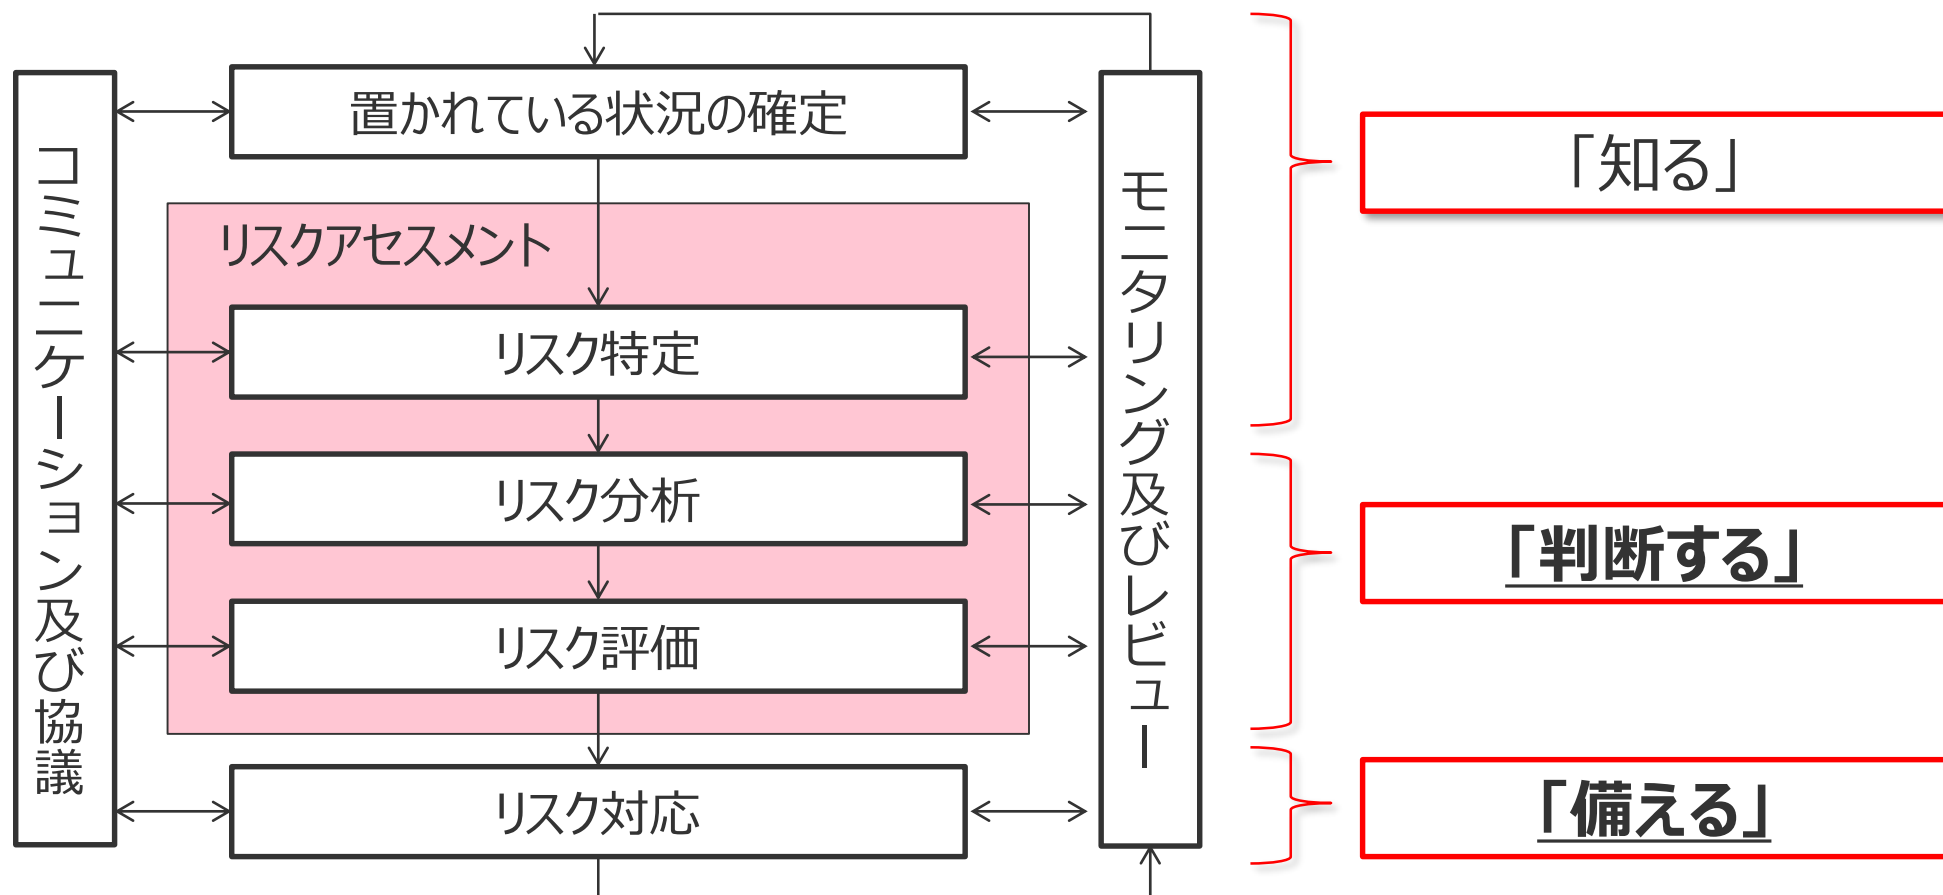 コミュニケーション及び協議
置かれている状況の確定
リスクアセスメント
リスク特定
リスク分析
リスク評価
リスク対応
モニタリング及びレビュー
「知る」
「判断する」
「備える」